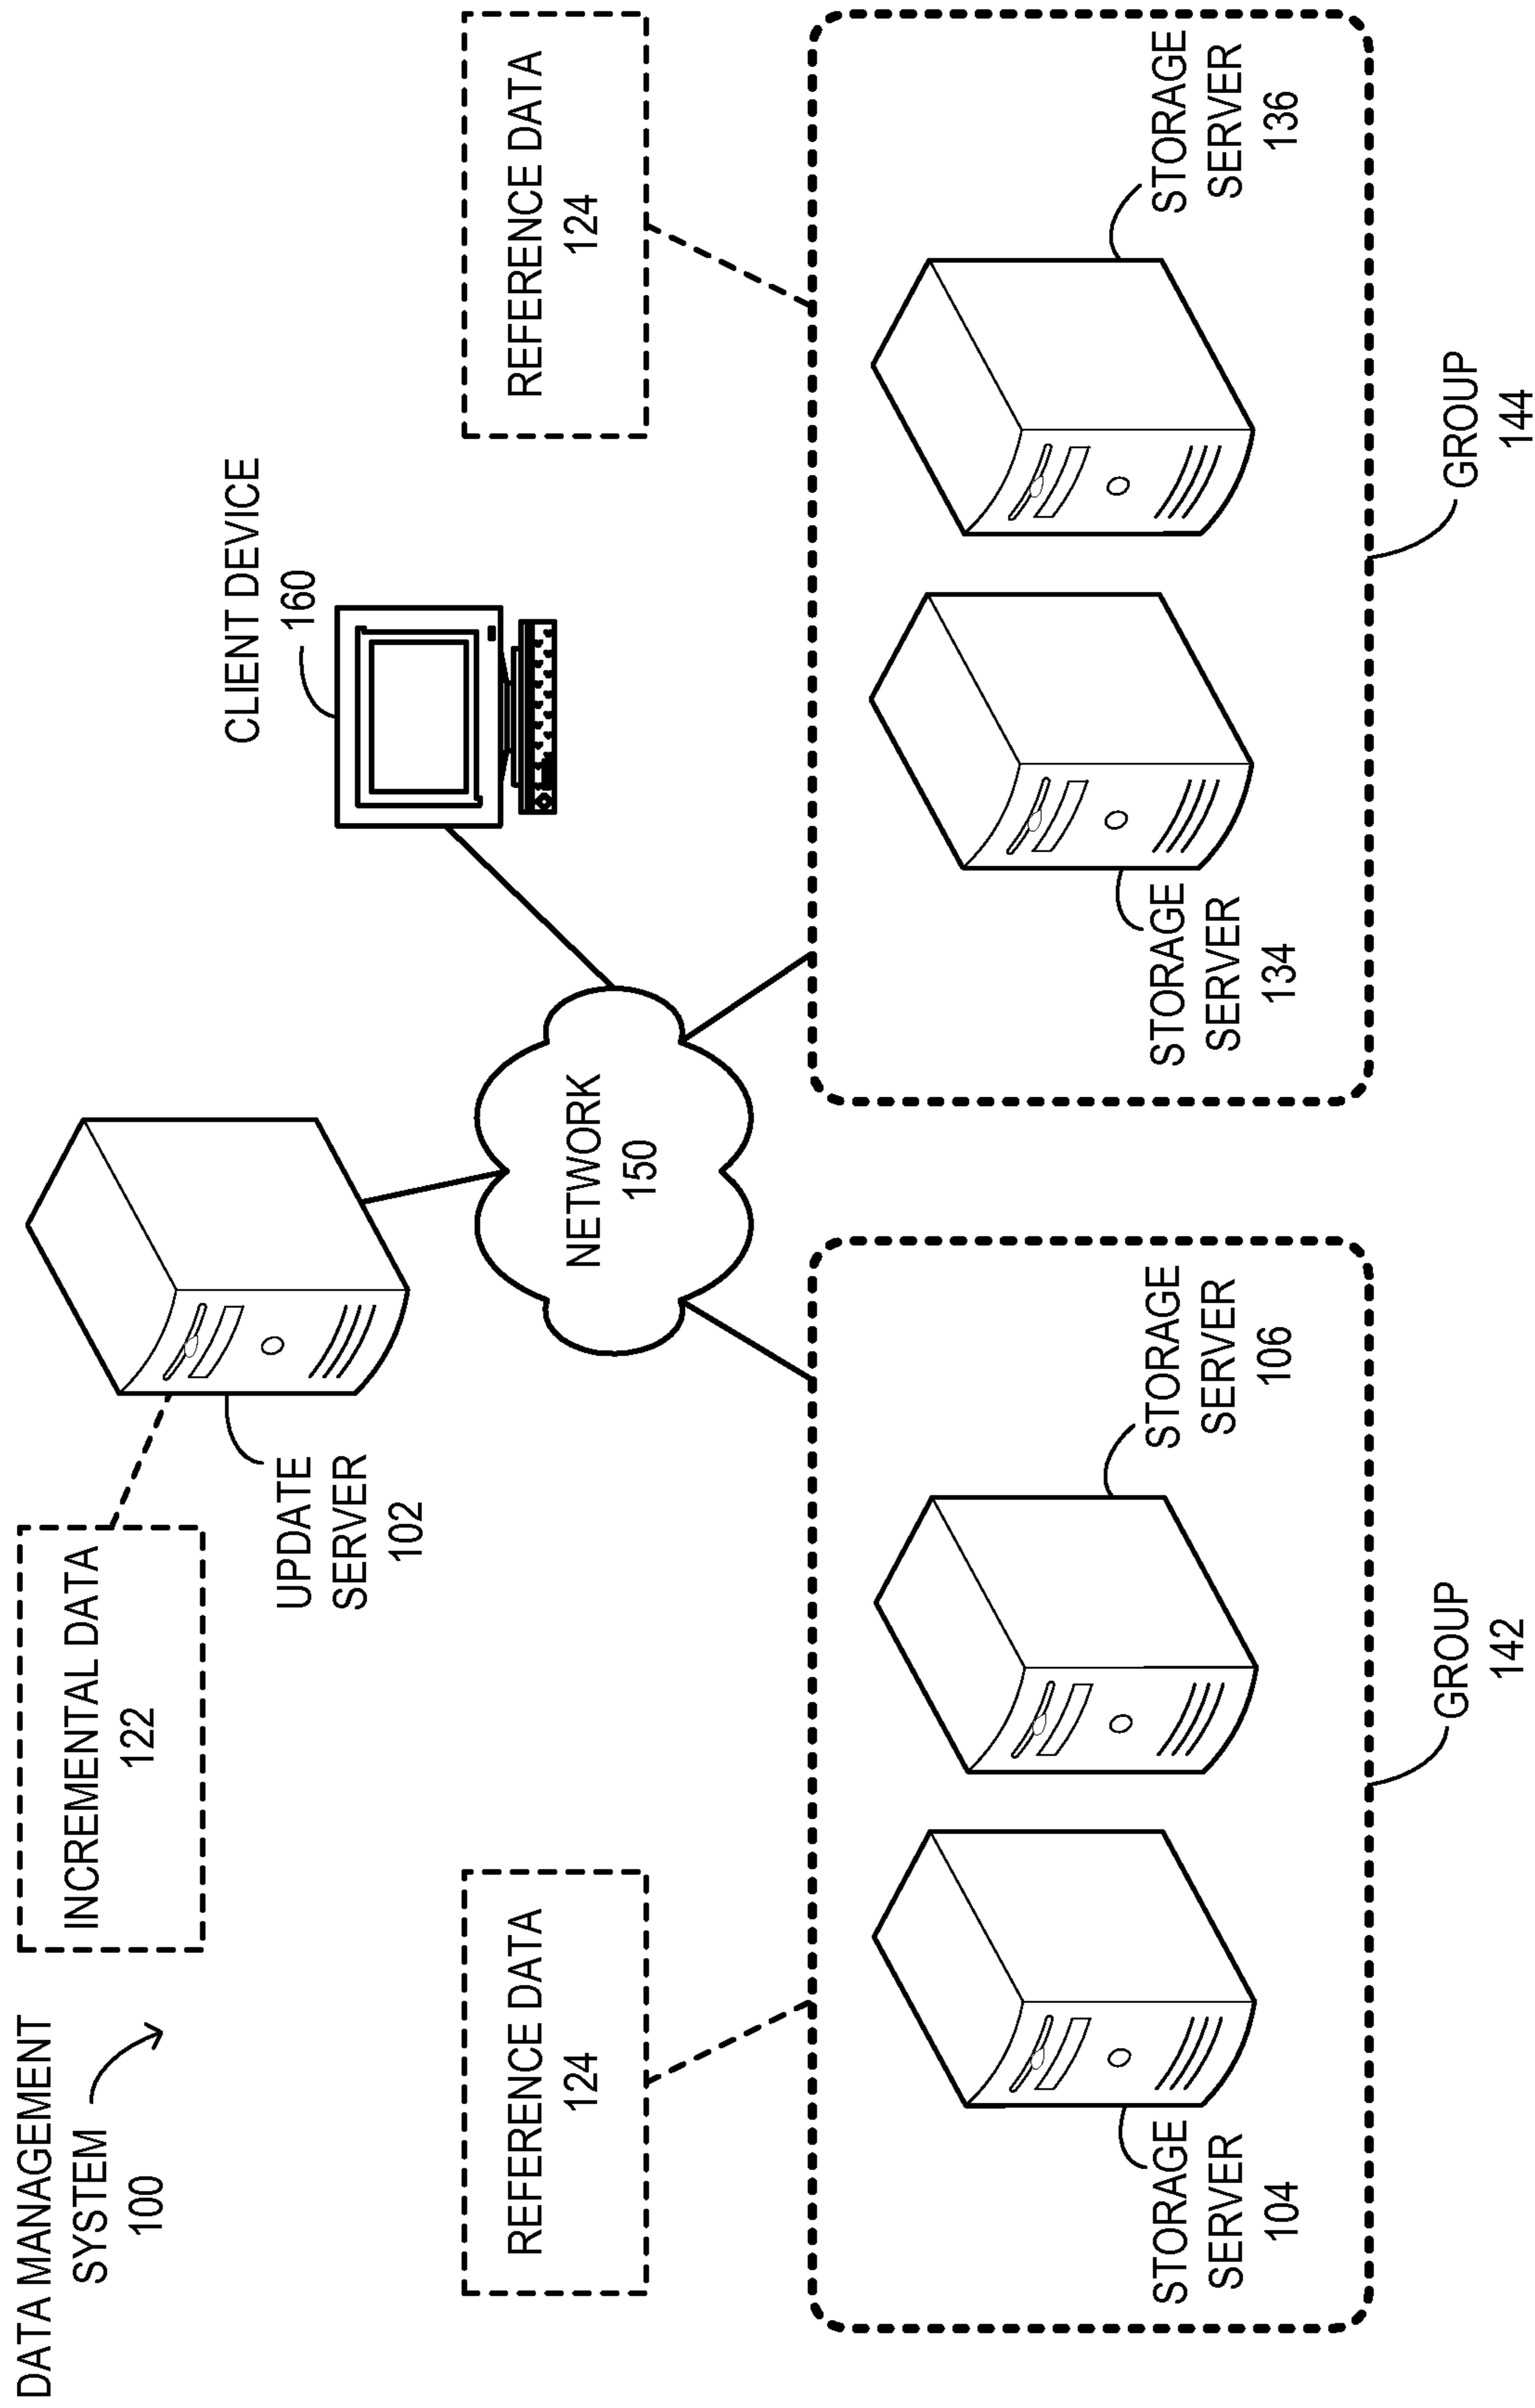 DATA MANAGEMENT
SYSTEM
100
INCREMENTAL DATA
122
UPDATE
SERVER
102
CLIENT DEVICE
160
REFERENCE DATA
124
NETWORK
150
REFERENCE DATA
124
STORAGE
SERVER
104
STORAGE
SERVER
106
STORAGE
SERVER
134
STORAGE
SERVER
136
GROUP
142
GROUP
144